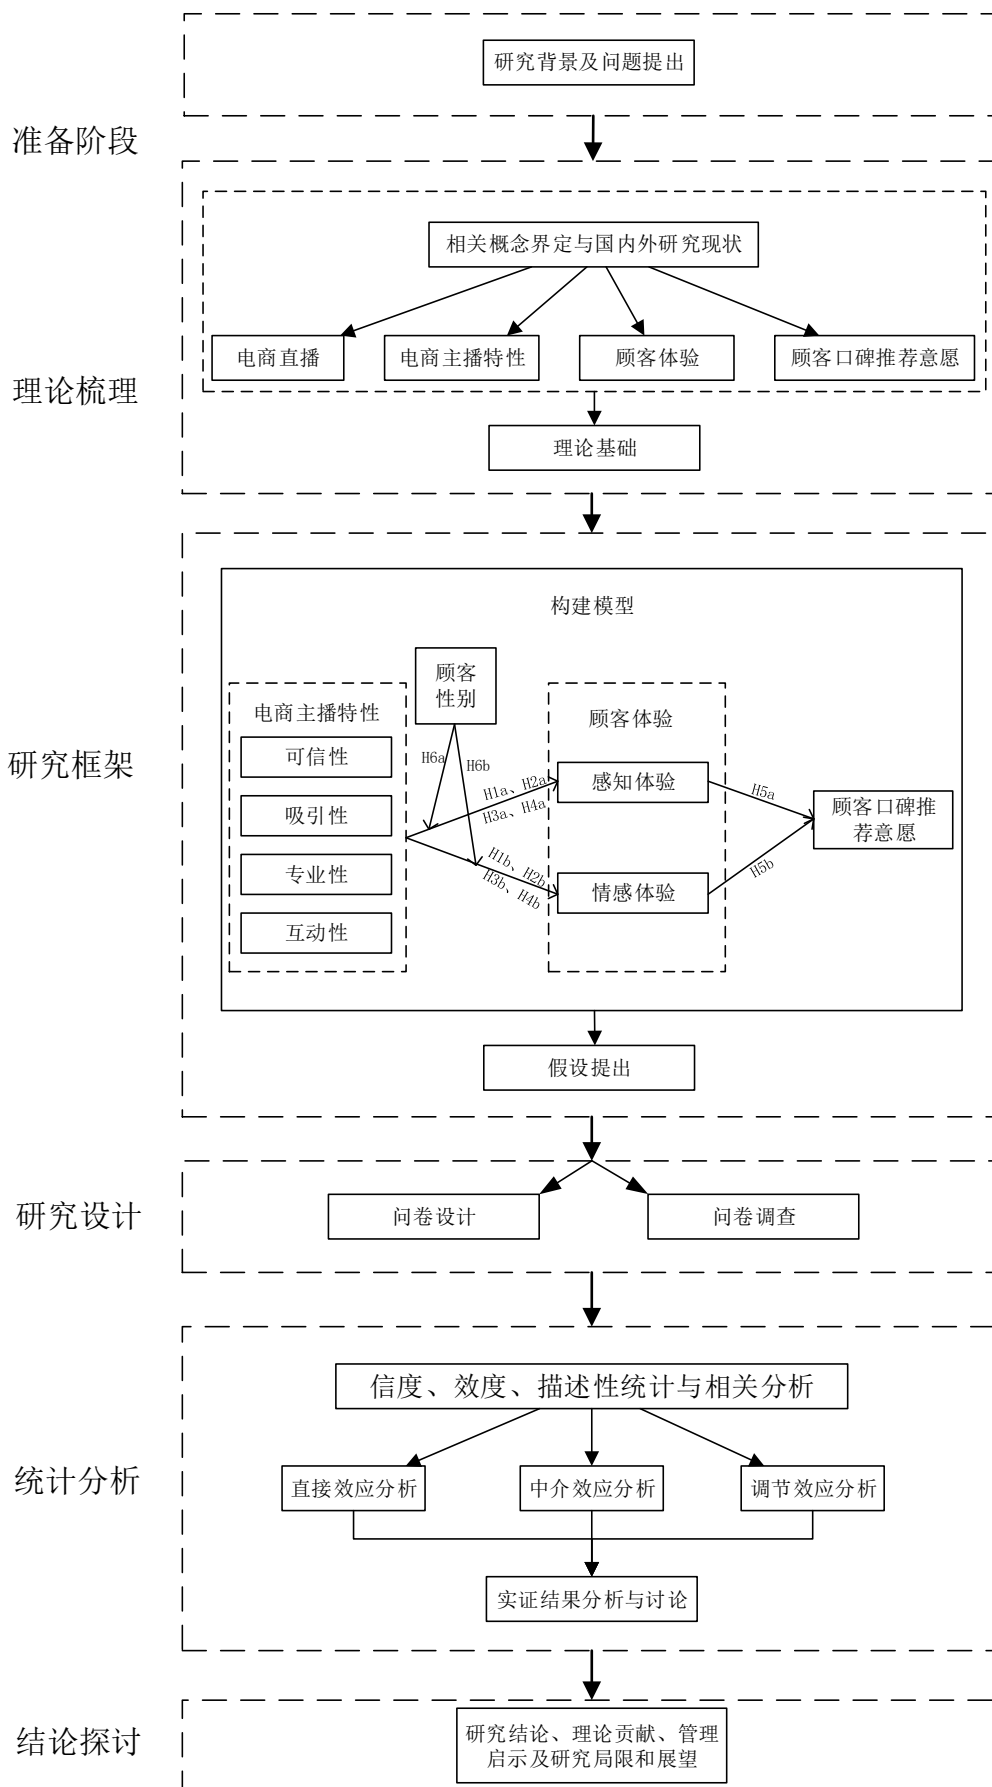 研究背景及问题提出
准备阶段
相关概念界定与国内外研究现状
电商直播
电商主播特性
顾客体验
顾客口碑推荐意愿
理论梳理
理论基础
构建模型
顾客
性别
电商主播特性
顾客体验
研究框架
可信性
H6a
H6b
H1a、H2a
感知体验
H5a
吸引性
H3a、H4a
顾客口碑推
荐意愿
专业性
H1b、H2b
H3b、H4b
情感体验
H5b
互动性
假设提出
研究设计
问卷设计
问卷调查
信度、效度、描述性统计与相关分析
统计分析
直接效应分析
中介效应分析
调节效应分析
实证结果分析与讨论
结论探讨
研究结论、理论贡献、管理
启示及研究局限和展望